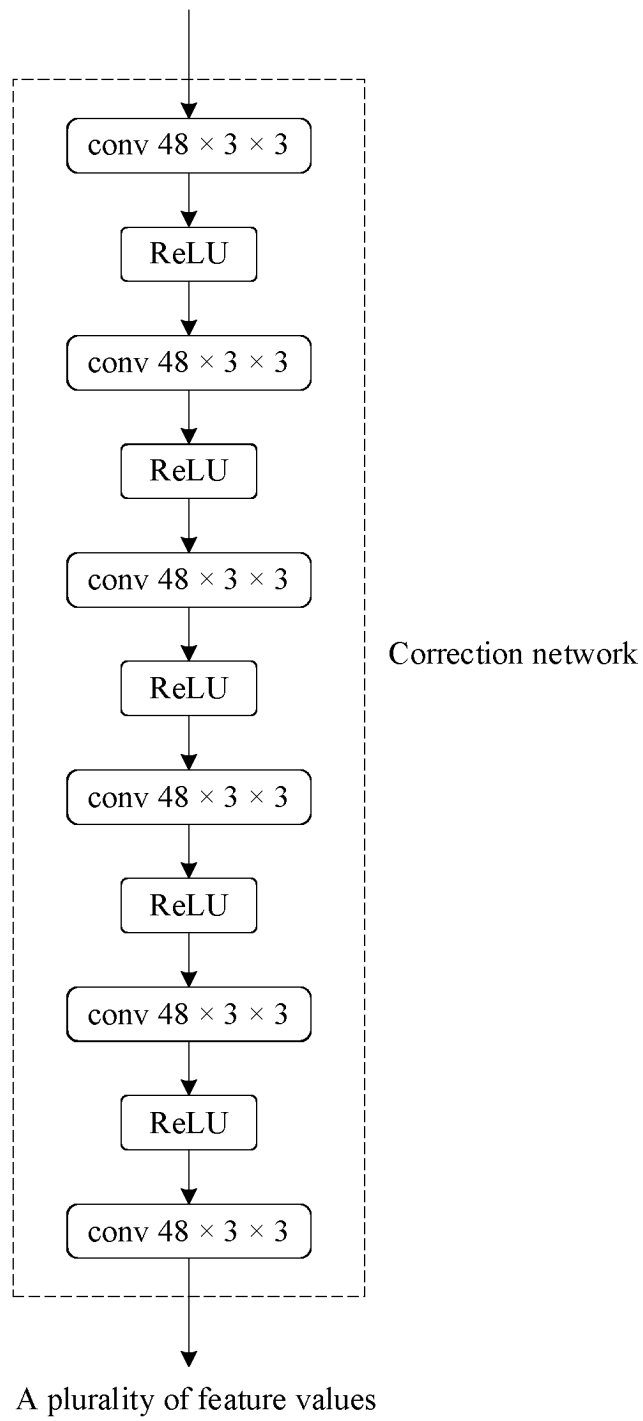 conv 48 × 3 × 3
ReLU
conv 48 × 3 × 3
ReLU
conv 48 × 3 × 3
Correction network
ReLU
conv 48 × 3 × 3
ReLU
conv 48 × 3 × 3
ReLU
conv 48 × 3 × 3
A plurality of feature values